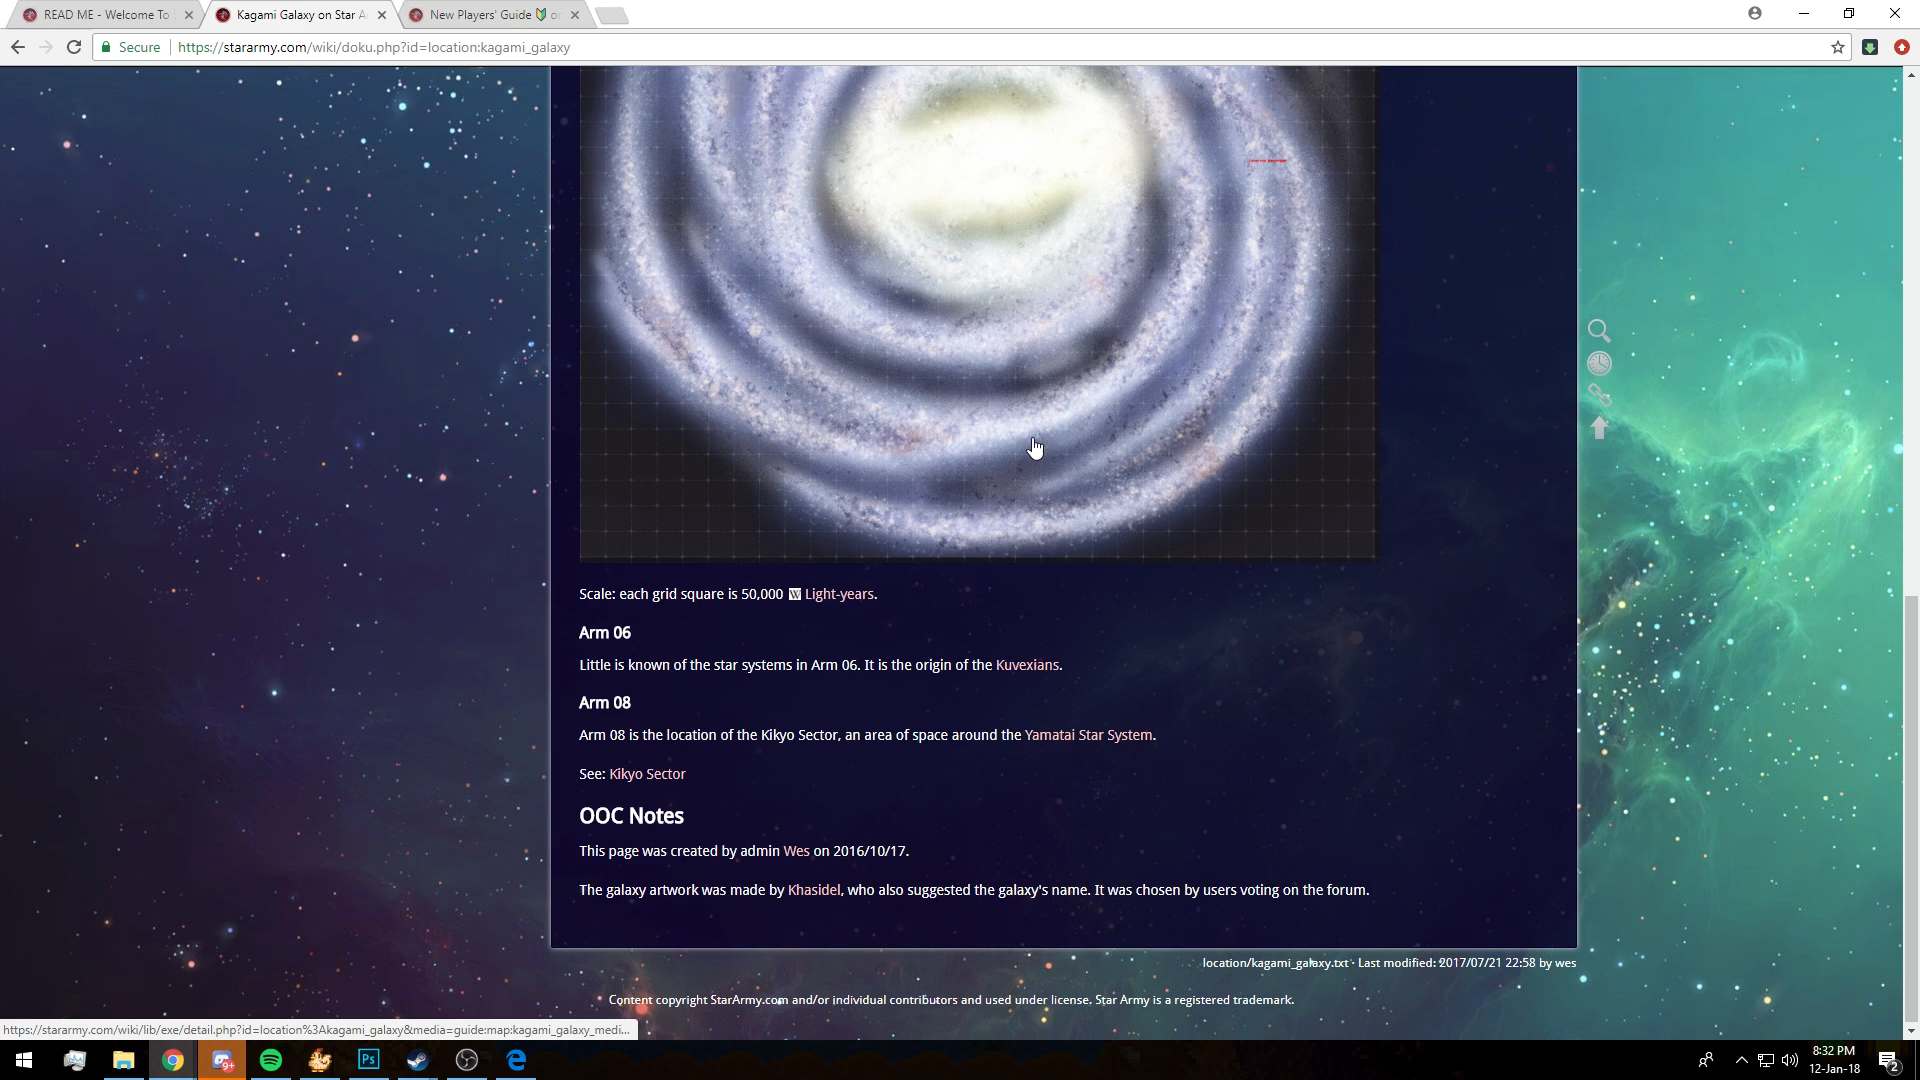 READ ME - Welcome To
Kagami Galaxy on Star A
New Players' Guide
Secure
https://stararmy.com/wiki/doku.php?id=location:kagami_galaxy
Scale: each grid square is 50,000 Light-years.
Arm 06
Little is known of the star systems in Arm 06. It is the origin of the Kuvexians.
Arm 08
Arm 08 is the location of the Kikyo Sector, an area of space around the Yamatai Star System.
See: Kikyo Sector
OOC Notes
This page was created by admin Wes on 2016/10/17.
The galaxy artwork was made by Khasidel, who also suggested the galaxy's name. It was chosen by users voting on the forum.
location/kagami_galaxy.txt · Last modified: 2017/07/21 22:58 by wes
Content copyright StarArmy.com and/or individual contributors and used under license. Star Army is a registered trademark.
https://stararmy.com/wiki/lib/exe/detail.php?id=location%3Akagami_galaxy&media=guide:map:kagami_galaxy_medi...
9+
Ps
8:32 PM
12-Jan-18
2